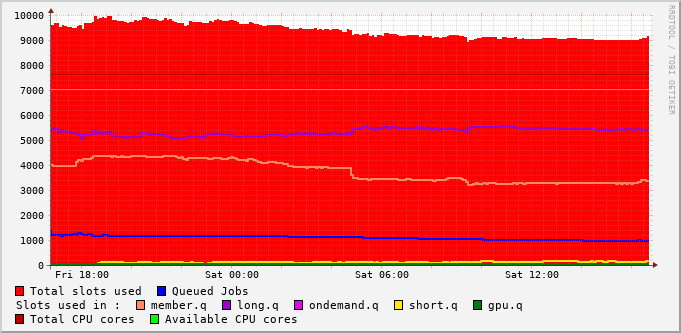 10000
9000
8000
7000
6000
5000
4000
3000
2000
1000
0
Fri 18:00 Sat 00:00 Sat 06:00 Sat 12:00
Total slots used Queued Jobs
Slots used in : member.q long.q ondemand.q short.q gpu.q
Total CPU cores Available CPU cores
RRDTOOL / TOBI OETIKER